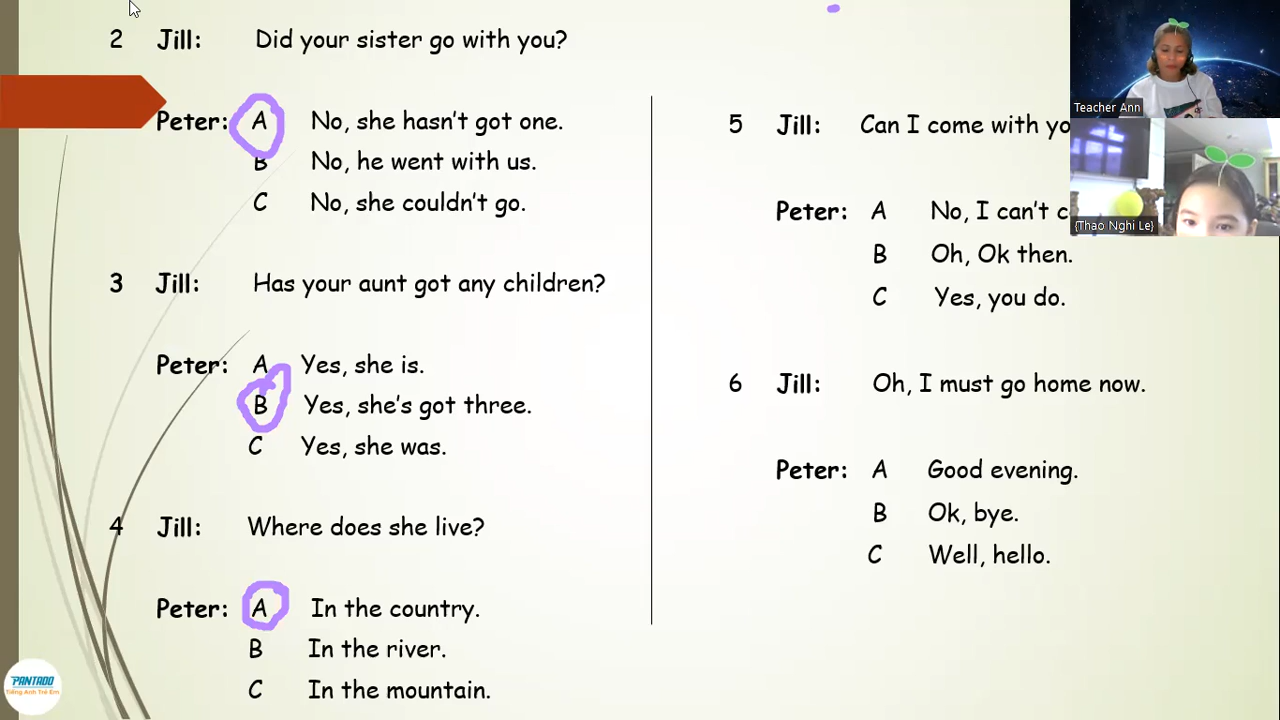 2 Jill: Did your sister go with you?
Peter: A No, she hasn't got one.
B No, he went with us.
C No, she couldn't go.
3 Jill: Has your aunt got any children?
Peter: A Yes, she is.
B Yes, she's got three.
C Yes, she was.
4 Jill: Where does she live?
Peter: A In the country.
B In the river.
C In the mountain.
5 Jill: Can I come with yo
Peter: A No, I can't c
B Oh, Ok then.
C Yes, you do.
6 Jill: Oh, I must go home now.
Peter: A Good evening.
B Ok, bye.
C Well, hello.
Teacher Ann
{Thao Nghi Le}
PANTADO
Tiếng Anh Trẻ Em